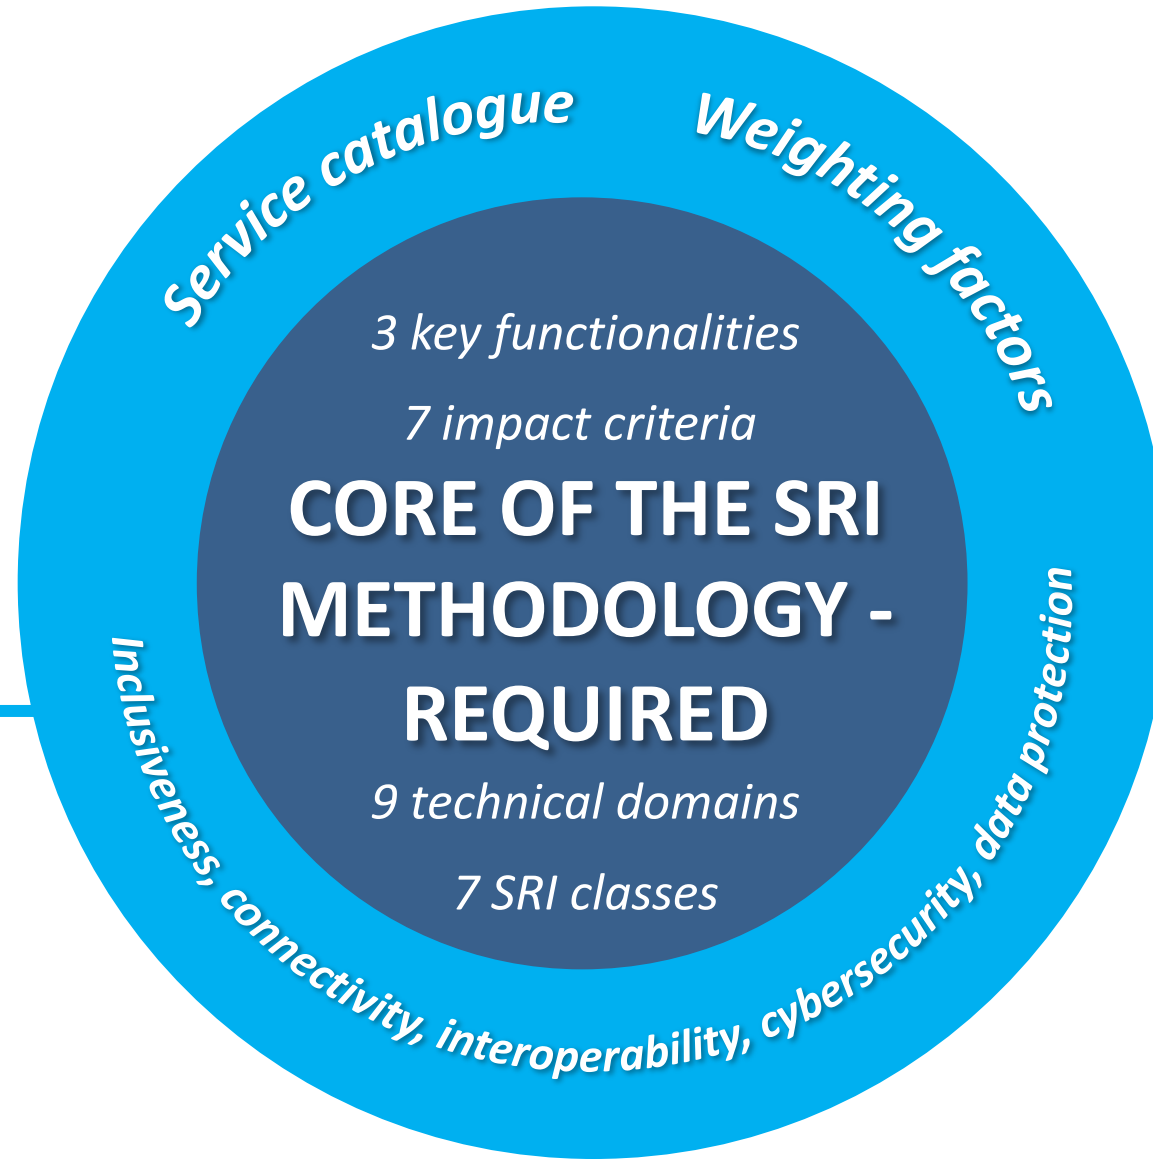 Service catalogue
Weighting factors
3 key functionalities
7 impact criteria
CORE OF THE SRI
METHODOLOGY -
REQUIRED
9 technical domains
7 SRI classes
Inclusiveness, connectivity, interoperability, cybersecurity, data protection